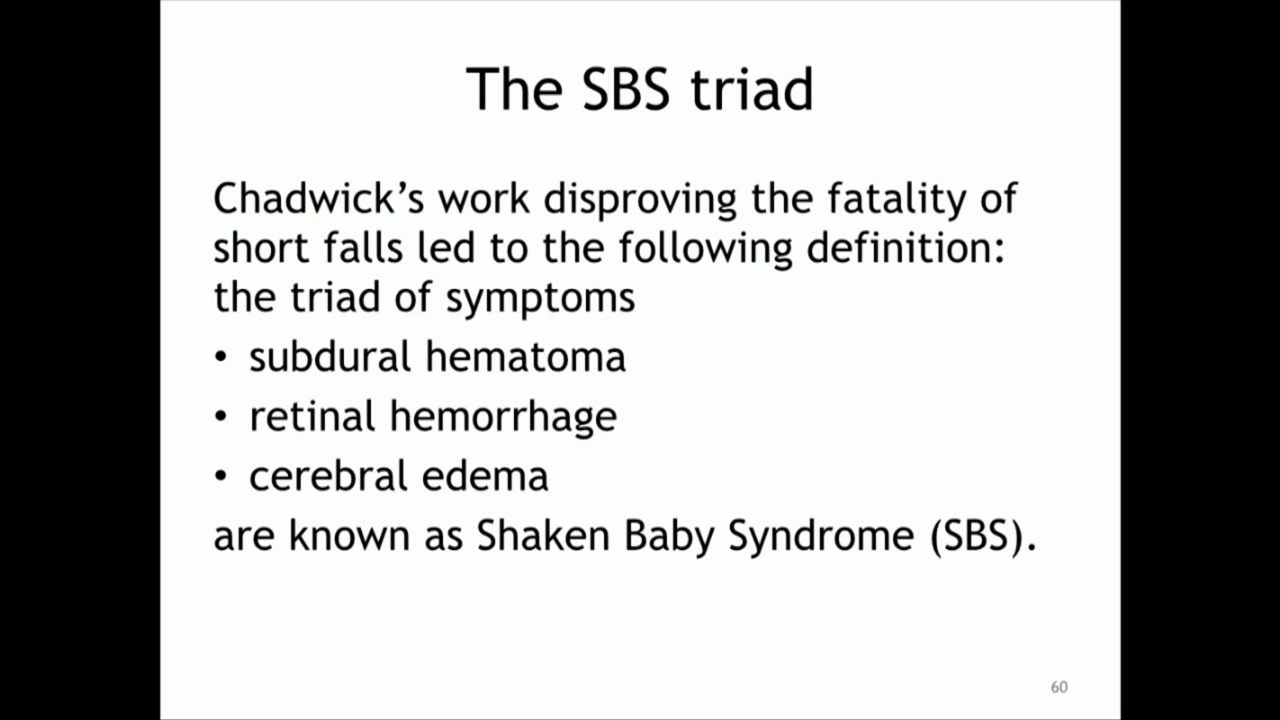 The SBS triad
Chadwick’s work disproving the fatality of
short falls led to the following definition:
the triad of symptoms
• subdural hematoma
• retinal hemorrhage
• cerebral edema
are known as Shaken Baby Syndrome (SBS).
60